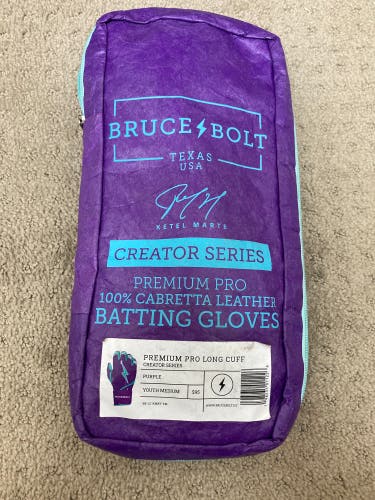 BRUCE BOLT
TEXAS
USA
KETEL MARTE
CREATOR SERIES
PREMIUM PRO
100% CABRETTA LEATHER
BATTING GLOVES
PREMIUM PRO LONG CUFF
CREATOR SERIES
PURPLE
YOUTH MEDIUM